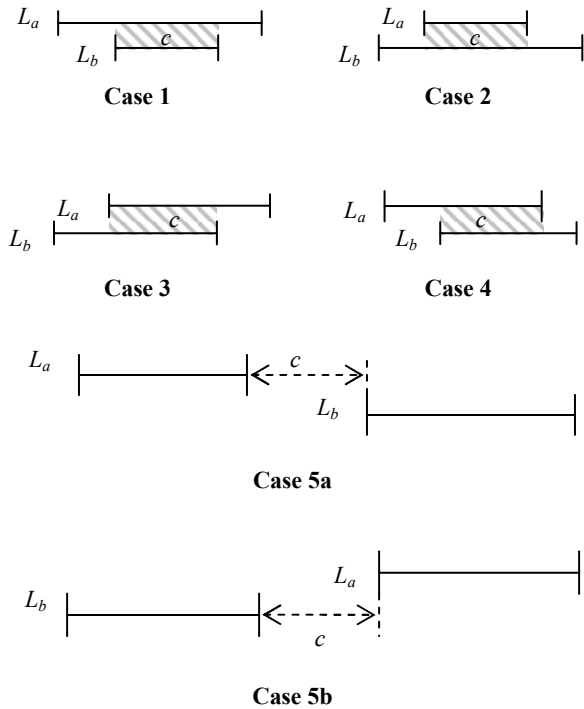 L_a c
L_b
Case 1
L_a
L_b c
Case 2
L_a c
L_b
Case 3
L_a c
L_b
Case 4
L_a c
L_b
Case 5a
L_a
L_b
c
Case 5b